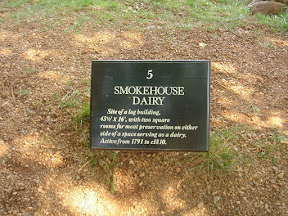 5
SMOKEHOUSE
DAIRY
Site of a log building,
43½' x 16', with two square
rooms for meat preservation on either
side of a space serving as a dairy.
Active from 1791 to c1810.